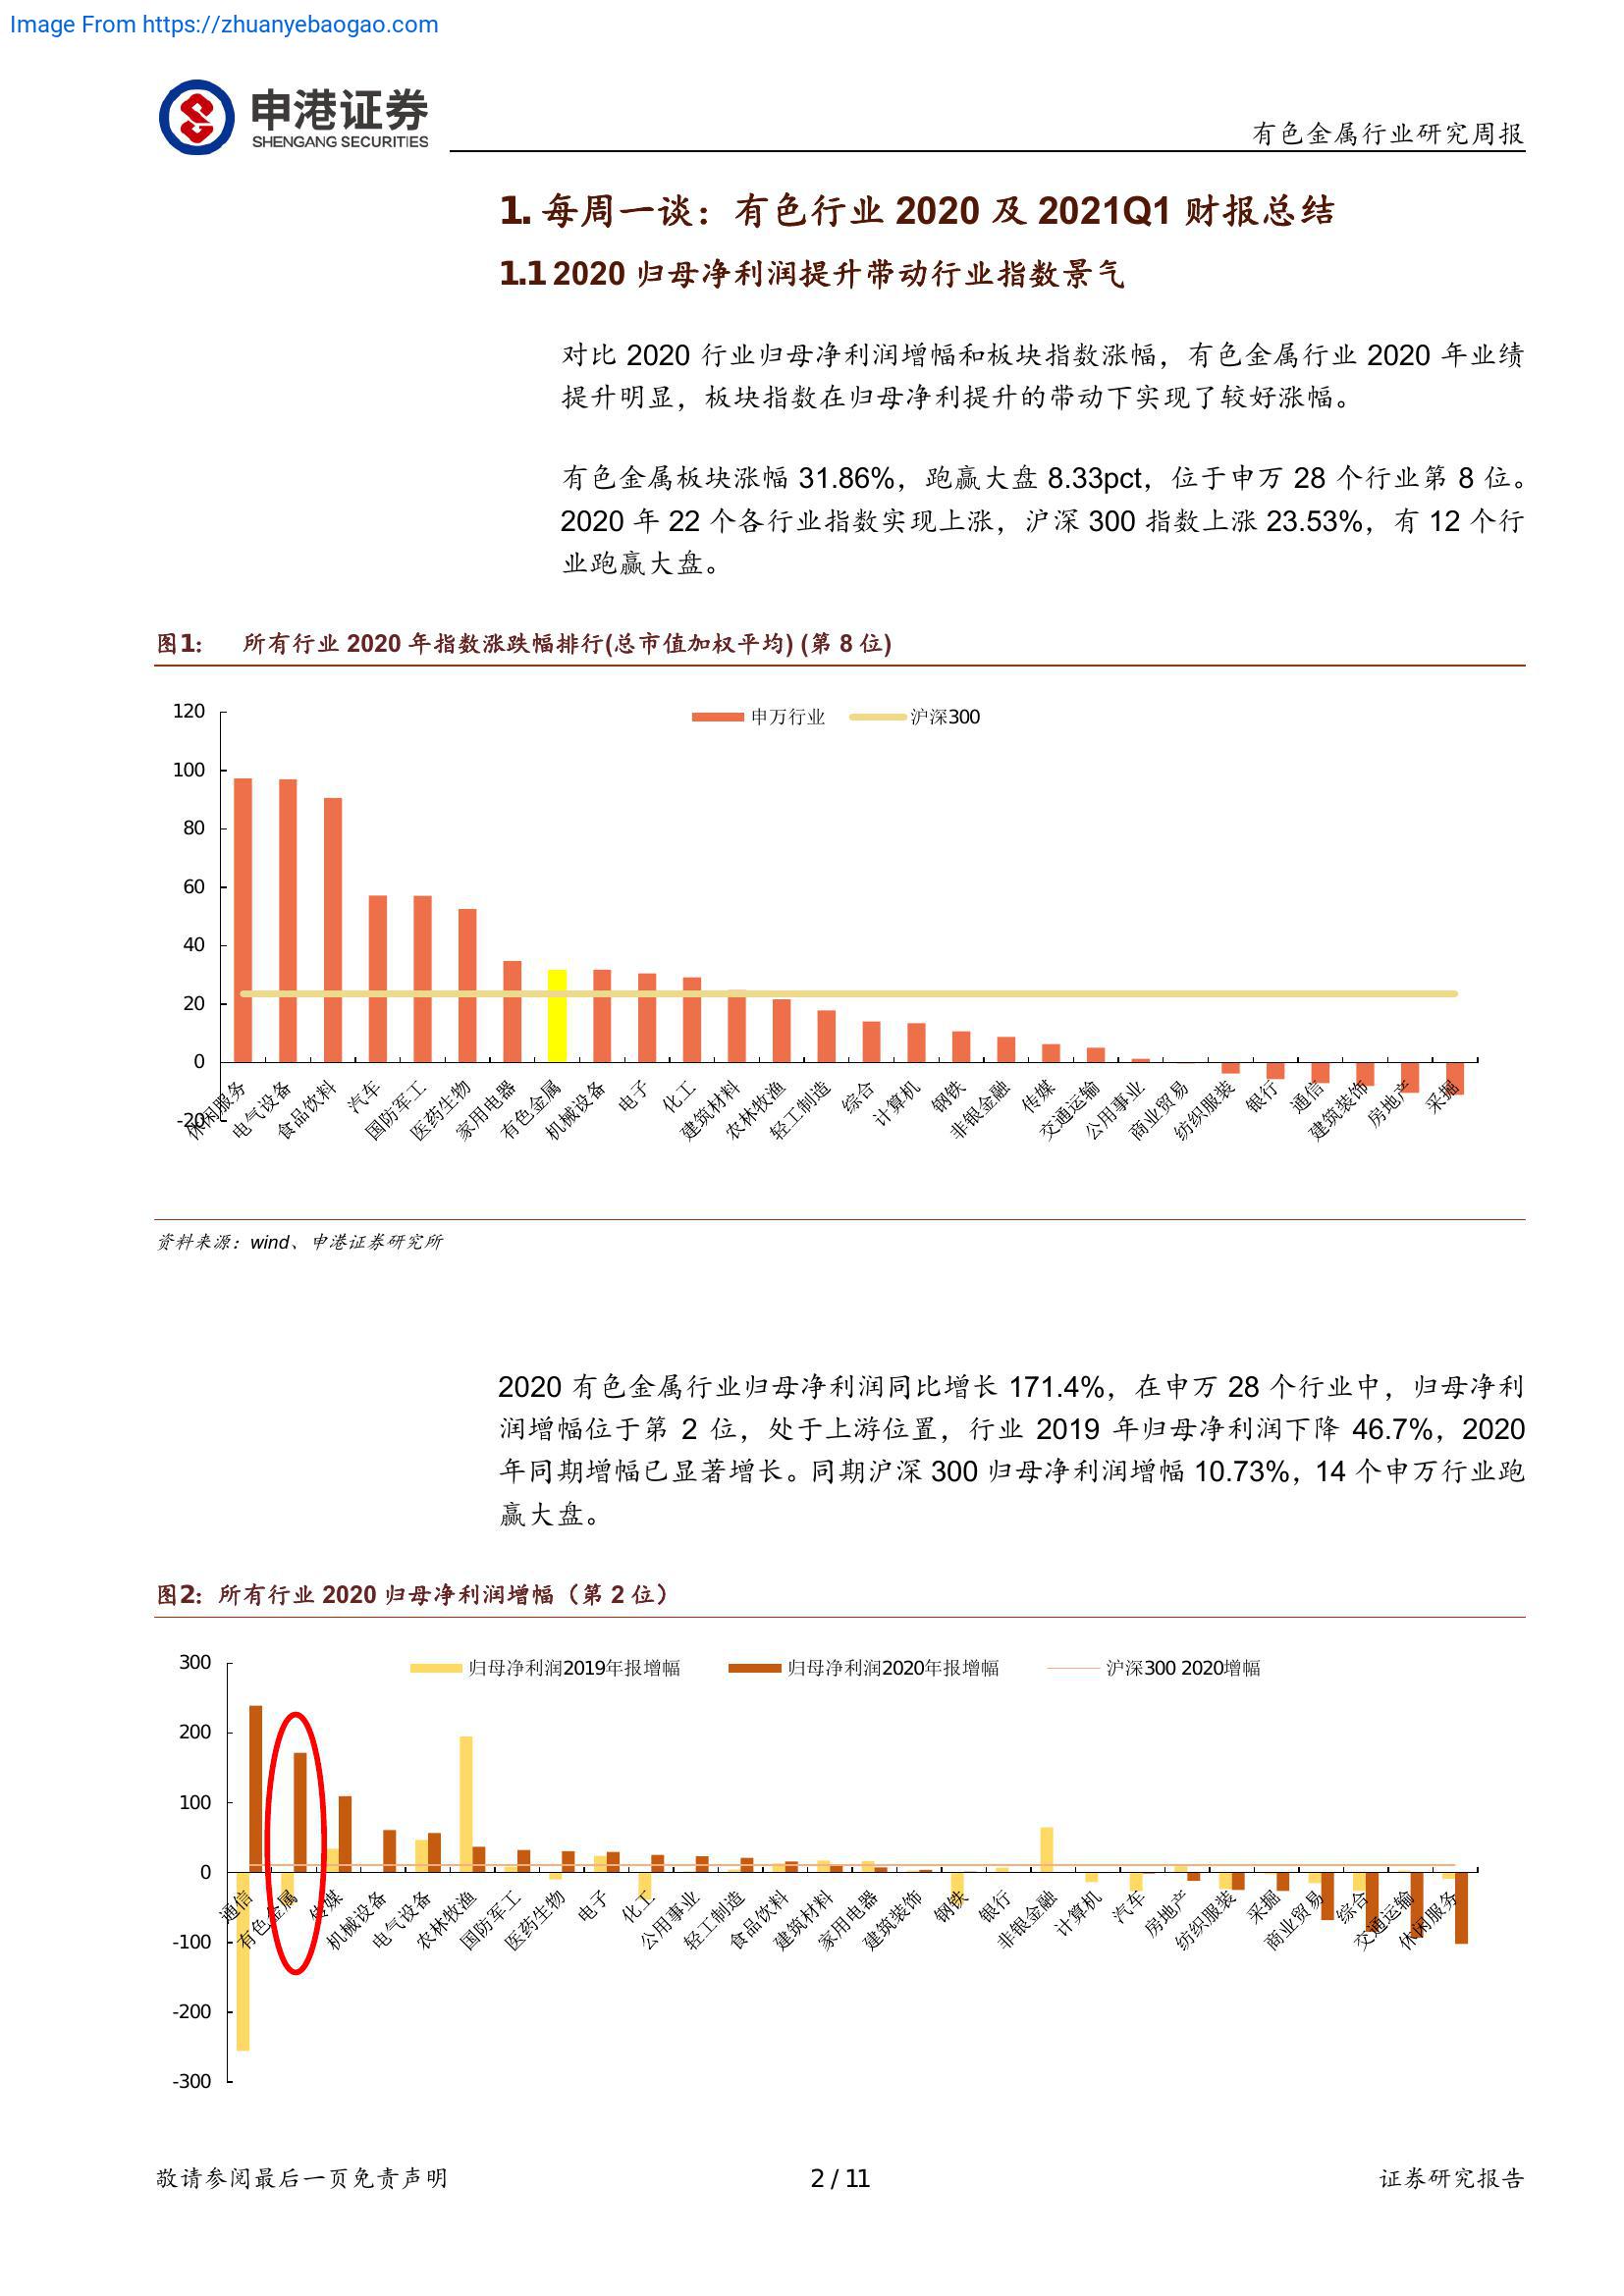 Image From https://zhuanyebaogao.com
申港证券
SHENGANG SECURITIES
有色金属行业研究周报
1. 每周一谈：有色行业 2020 及 2021Q1 财报总结
1.1 2020 归母净利润提升带动行业指数景气
对比 2020 行业归母净利润增幅和板块指数涨幅，有色金属行业 2020 年业绩
提升明显，板块指数在归母净利提升的带动下实现了较好涨幅。
有色金属板块涨幅 31.86%，跑赢大盘 8.33pct，位于申万 28 个行业第 8 位。
2020 年 22 个各行业指数实现上涨，沪深 300 指数上涨 23.53%，有 12 个行
业跑赢大盘。
图1： 所有行业 2020 年指数涨跌幅排行(总市值加权平均) (第 8 位)
申万行业 沪深300
120
100
80
60
40
20
0
-20
休闲服务 电气设备 食品饮料 汽车 国防军工 医药生物 家用电器 有色金属 机械设备 电子 化工 建筑材料 农林牧渔 轻工制造 综合 计算机 钢铁 非银金融 传媒 交通运输 公用事业 商业贸易 纺织服装 银行 通信 建筑装饰 房地产 采掘
资料来源：wind、申港证券研究所
2020 有色金属行业归母净利润同比增长 171.4%，在申万 28 个行业中，归母净利
润增幅位于第 2 位，处于上游位置，行业 2019 年归母净利润下降 46.7%，2020
年同期增幅已显著增长。同期沪深 300 归母净利润增幅 10.73%，14 个申万行业跑
赢大盘。
图2：所有行业 2020 归母净利润增幅（第 2 位）
归母净利润2019年报增幅 归母净利润2020年报增幅 沪深300 2020增幅
300
200
100
0
-100
-200
-300
通信 有色金属 传媒 机械设备 电气设备 农林牧渔 国防军工 医药生物 电子 化工 公用事业 轻工制造 食品饮料 建筑材料 家用电器 建筑装饰 钢铁 银行 非银金融 计算机 汽车 房地产 纺织服装 采掘 商业贸易 综合 交通运输 休闲服务
敬请参阅最后一页免责声明
2 / 11
证券研究报告